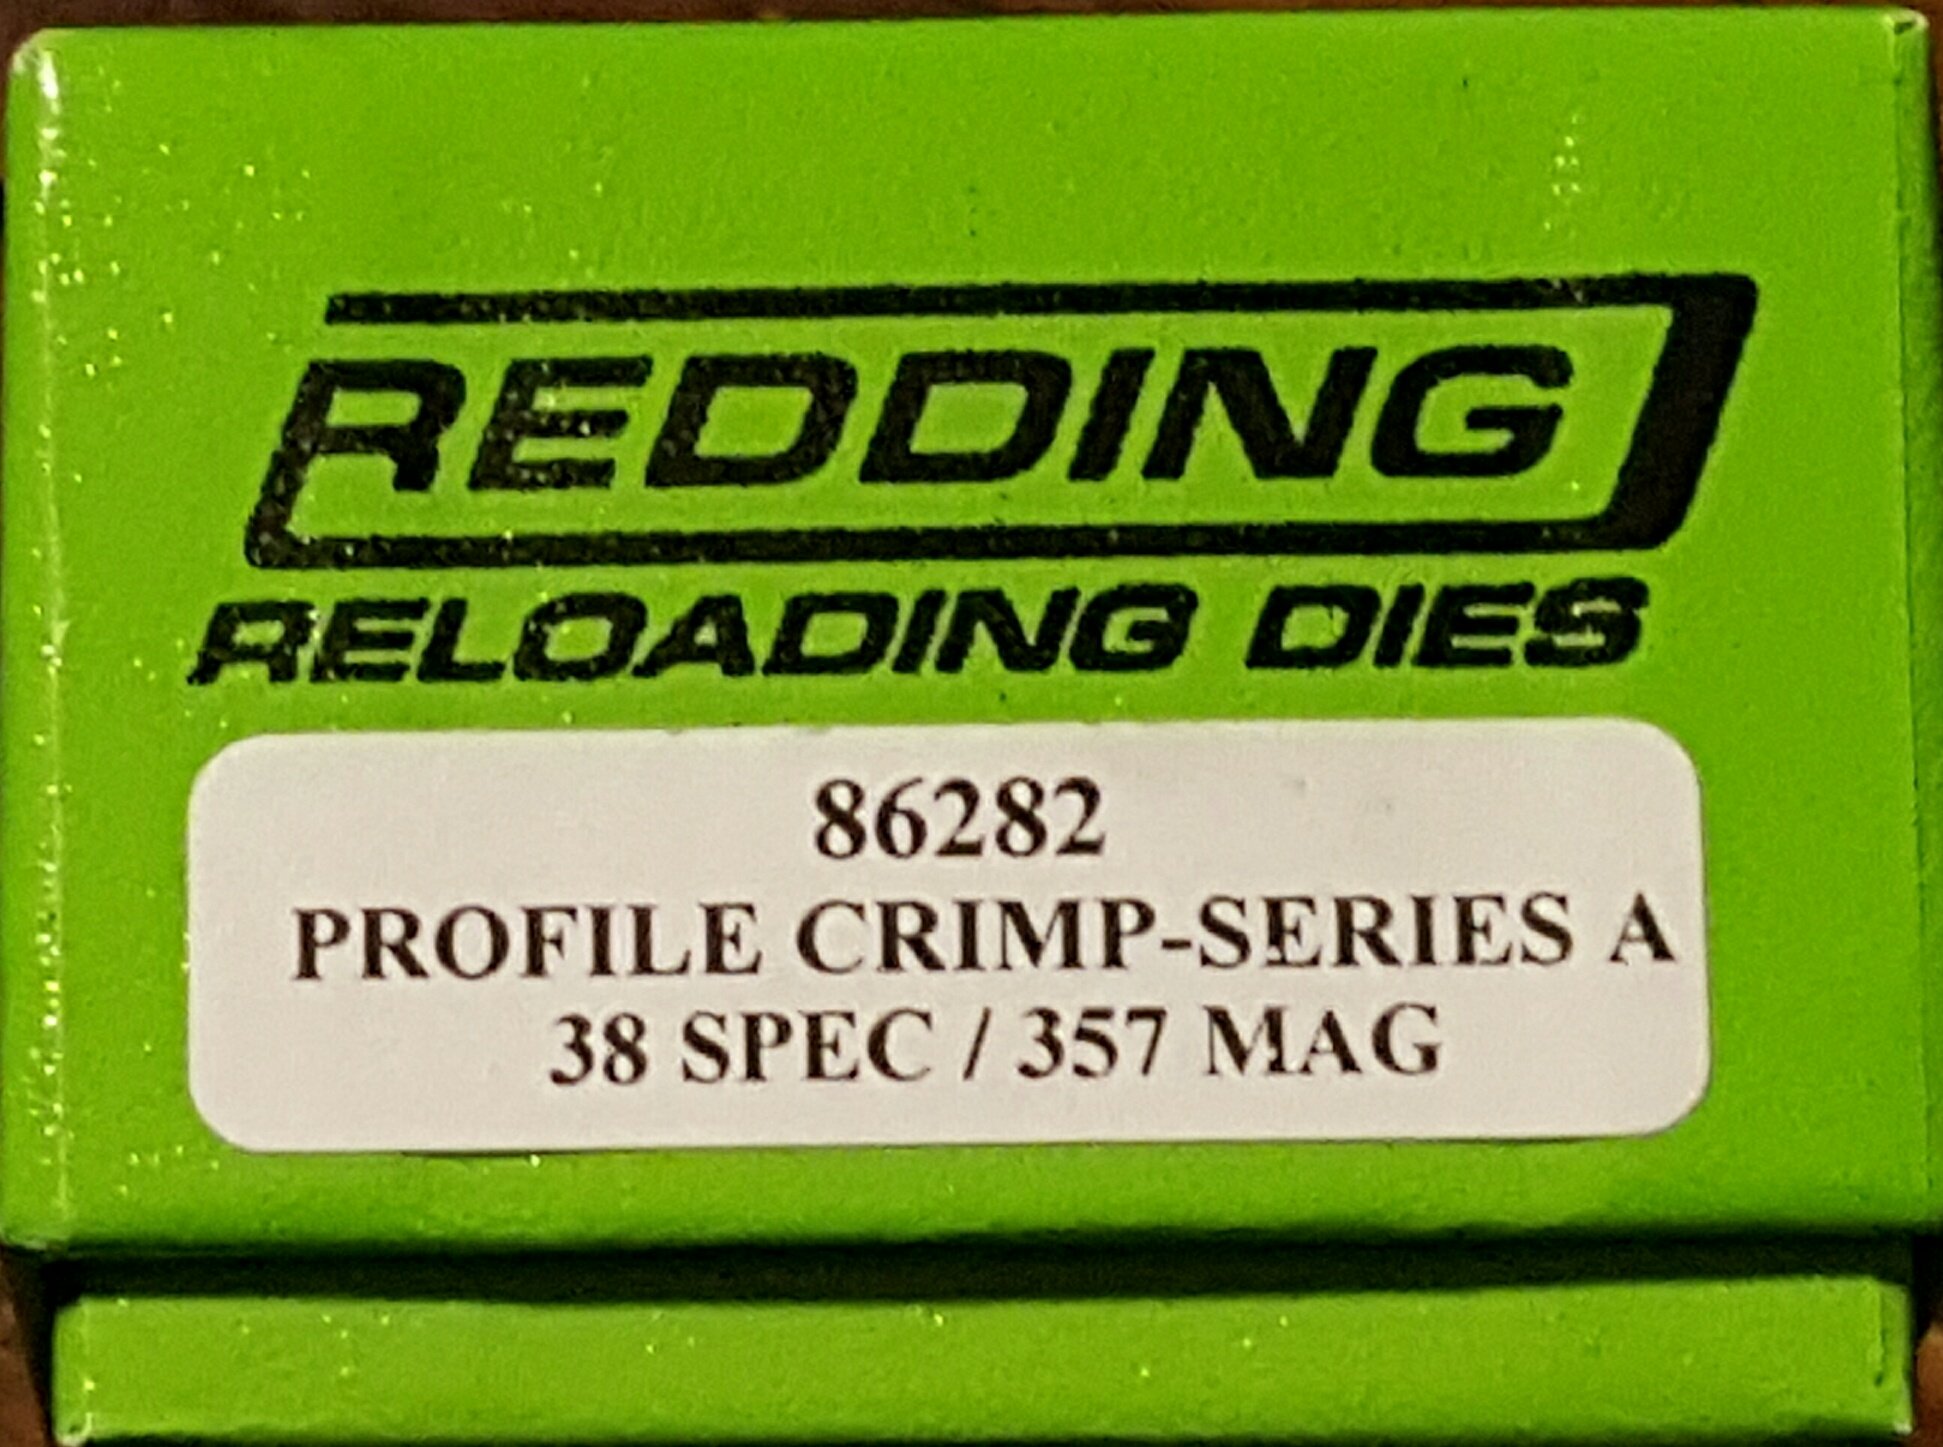 REDDING
RELOADING DIES
86282
PROFILE CRIMP-SERIES A
38 SPEC / 357 MAG